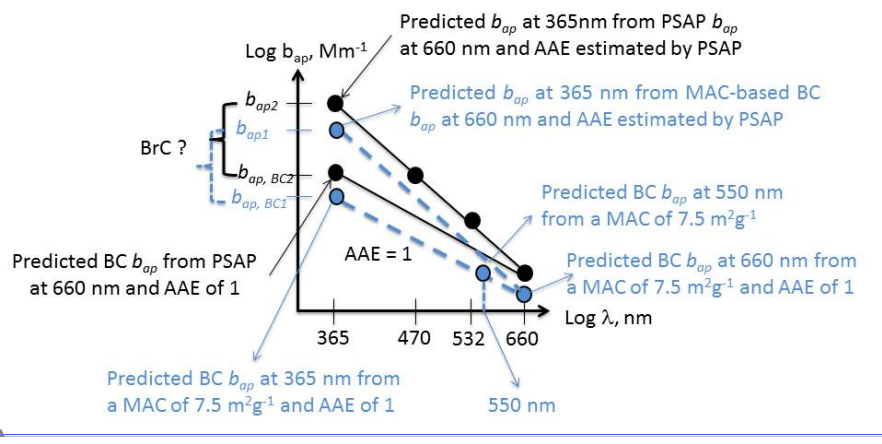 Predicted bap at 365nm from PSAP bap
at 660 nm and AAE estimated by PSAP
Log bap, Mm-1
Predicted bap at 365 nm from MAC-based BC
bap at 660 nm and AAE estimated by PSAP
bap2
bap1
BrC ?
bap, BC2
bap, BC1
Predicted BC bap at 550 nm
from a MAC of 7.5 m²g-1
AAE = 1
Predicted BC bap from PSAP
at 660 nm and AAE of 1
Predicted BC bap at 660 nm from
a MAC of 7.5 m²g-1 and AAE of 1
Log λ, nm
365 470 532 660
Predicted BC bap at 365 nm from
a MAC of 7.5 m²g-1 and AAE of 1
550 nm